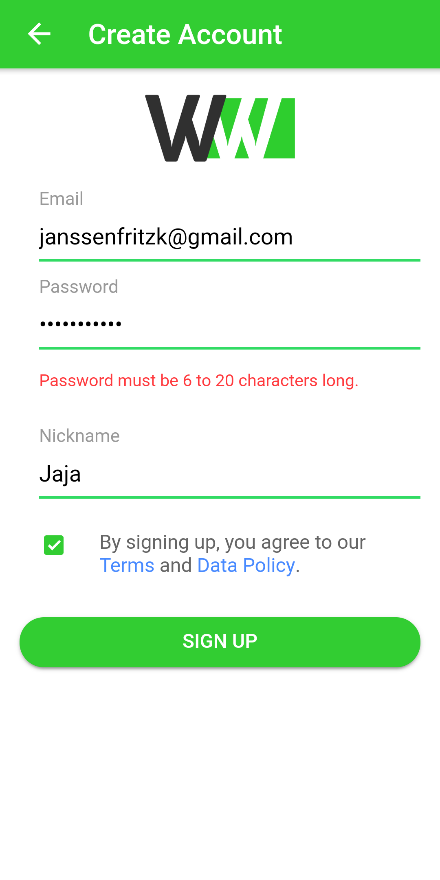 Create Account
WW
Email
janssenfritzk@gmail.com
Password
•••••••••••
Password must be 6 to 20 characters long.
Nickname
Jaja
By signing up, you agree to our
Terms and Data Policy.
SIGN UP